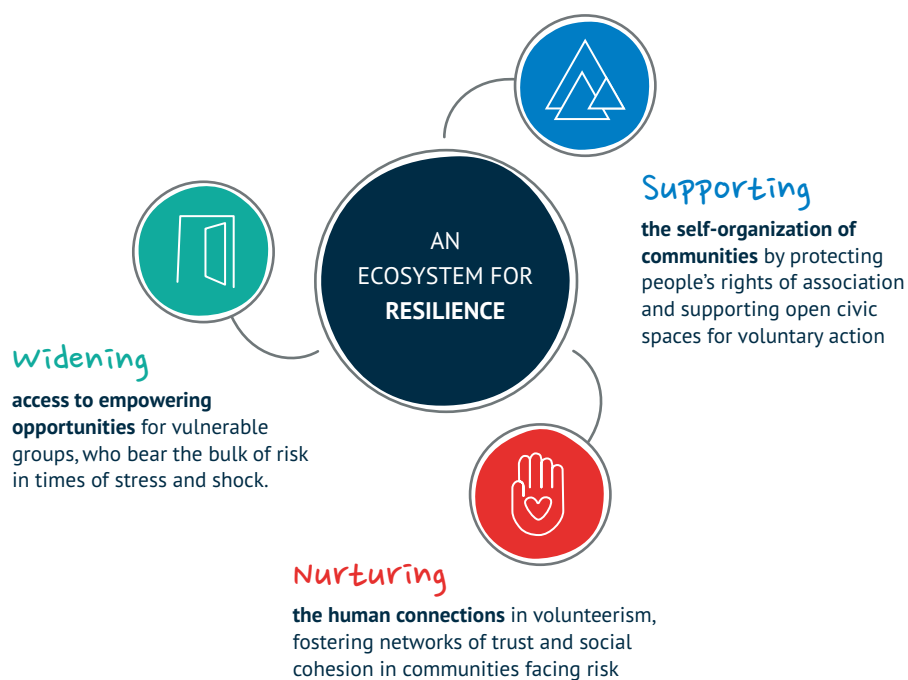 AN
ECOSYSTEM FOR
RESILIENCE
Supporting
the self-organization of
communities by protecting
people’s rights of association
and supporting open civic
spaces for voluntary action
Widening
access to empowering
opportunities for vulnerable
groups, who bear the bulk of risk
in times of stress and shock.
Nurturing
the human connections in volunteerism,
fostering networks of trust and social
cohesion in communities facing risk